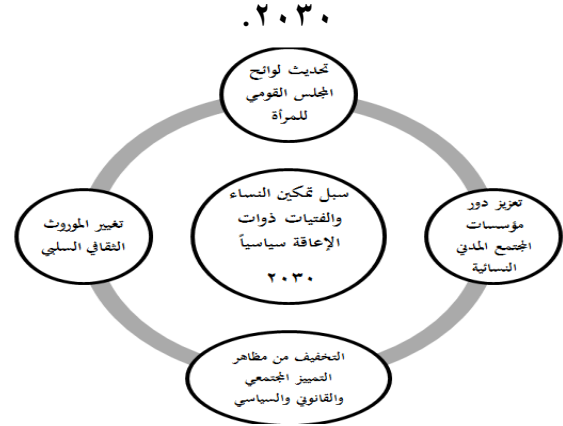 ٢٠٣٠.
تحديث لوائح
المجلس القومي
للمرأة
تعزيز دور
مؤسسات
المجتمع المدني
النسائية
سبل تمكين النساء
والفتيات ذوات
الإعاقة سياسياً
٢٠٣٠
تغيير الموروث
الثقافي السلبي
التخفيف من مظاهر
التمييز المجتمعي
والقانوني والسياسي